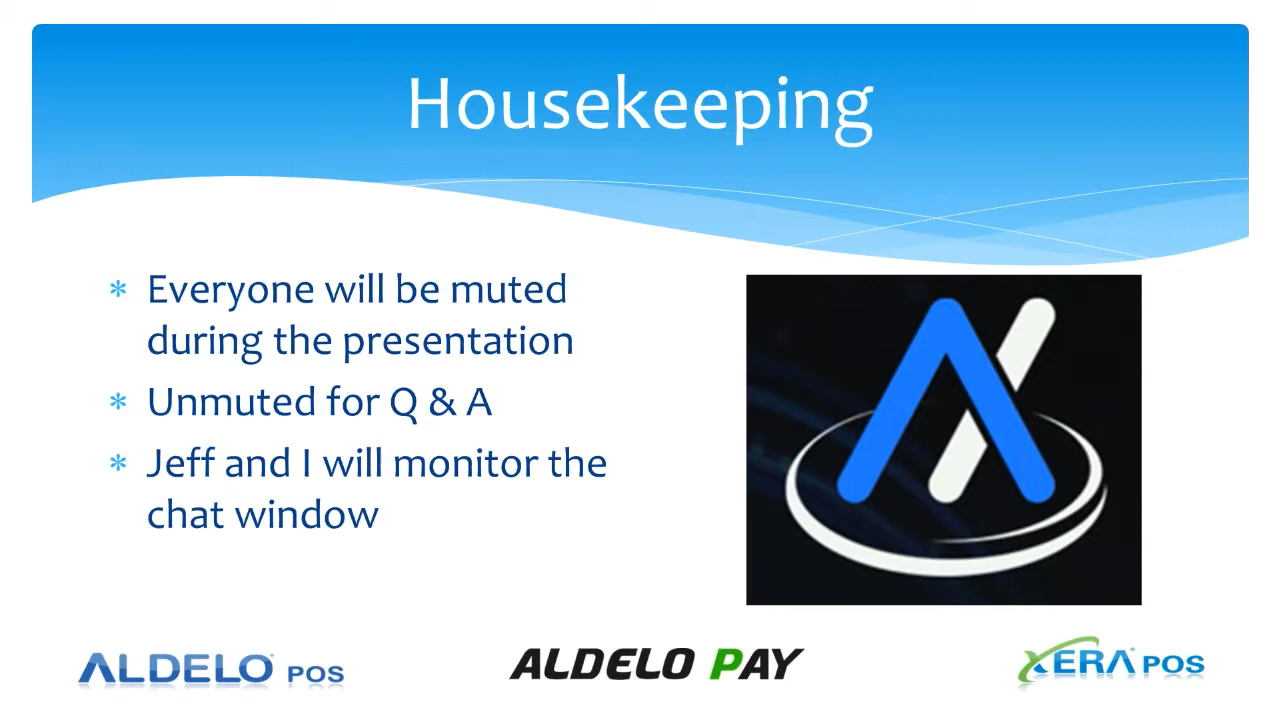 Housekeeping
* Everyone will be muted
during the presentation
* Unmuted for Q & A
* Jeff and I will monitor the
chat window
ALDELO® POS
ALDELO PAY
XERA® POS